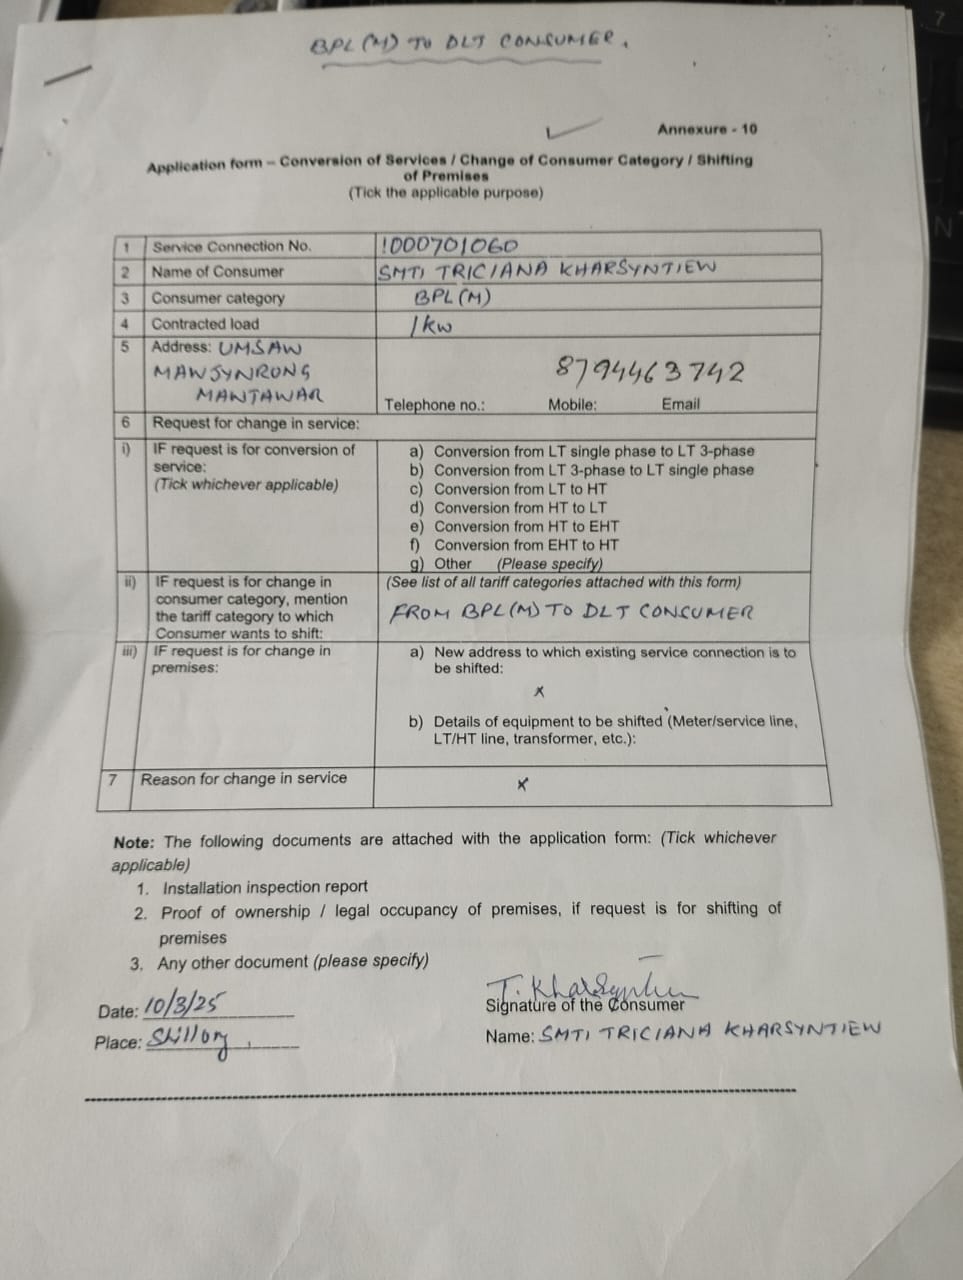 BPL (M) TO DLT CONSUMER.
Annexure - 10
Application form – Conversion of Services / Change of Consumer Category / Shifting
of Premises
(Tick the applicable purpose)
1 Service Connection No. 1000701060
2 Name of Consumer SMTI TRICIANA KHARSYNTIEW
3 Consumer category BPL (M)
4 Contracted load 1 kw
5 Address: UMSAW
MAWSYNRONG
MAWTAWAR
8794463742
Telephone no.: Mobile: Email
6 Request for change in service:
i) IF request is for conversion of
service:
(Tick whichever applicable)
a) Conversion from LT single phase to LT 3-phase
b) Conversion from LT 3-phase to LT single phase
c) Conversion from LT to HT
d) Conversion from HT to LT
e) Conversion from HT to EHT
f) Conversion from EHT to HT
g) Other (Please specify)
ii) IF request is for change in
consumer category, mention
the tariff category to which
Consumer wants to shift:
(See list of all tariff categories attached with this form)
FROM BPL (M) TO DLT CONSUMER
iii) IF request is for change in
premises:
a) New address to which existing service connection is to
be shifted:
x
b) Details of equipment to be shifted (Meter/service line,
LT/HT line, transformer, etc.):
7 Reason for change in service x
Note: The following documents are attached with the application form: (Tick whichever
applicable)
1. Installation inspection report
2. Proof of ownership / legal occupancy of premises, if request is for shifting of
premises
3. Any other document (please specify)
T. Kharsyntiew
Date: 10/3/25 Signature of the Consumer
Place: Shillong. Name: SMTI TRICIANA KHARSYNTIEW